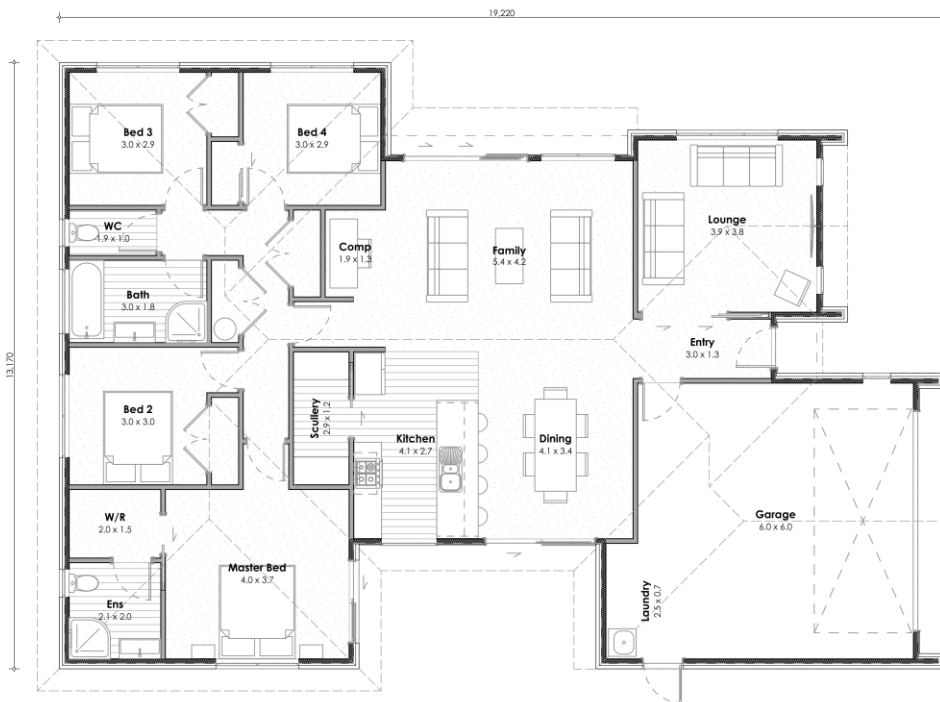 19,220
13,170
Bed 3
3.0 x 2.9
Bed 4
3.0 x 2.9
WC
1.9 x 1.0
Comp
1.9 x 1.3
Family
5.4 x 4.2
Lounge
3.9 x 3.8
Bath
3.0 x 1.8
Entry
3.0 x 1.3
Bed 2
3.0 x 3.0
Scullery
2.9 x 1.2
Kitchen
4.1 x 2.7
Dining
4.1 x 3.4
W/R
2.0 x 1.5
Garage
6.0 x 6.0
Master Bed
4.0 x 3.7
Ens
2.1 x 2.0
Laundry
2.5 x 0.7